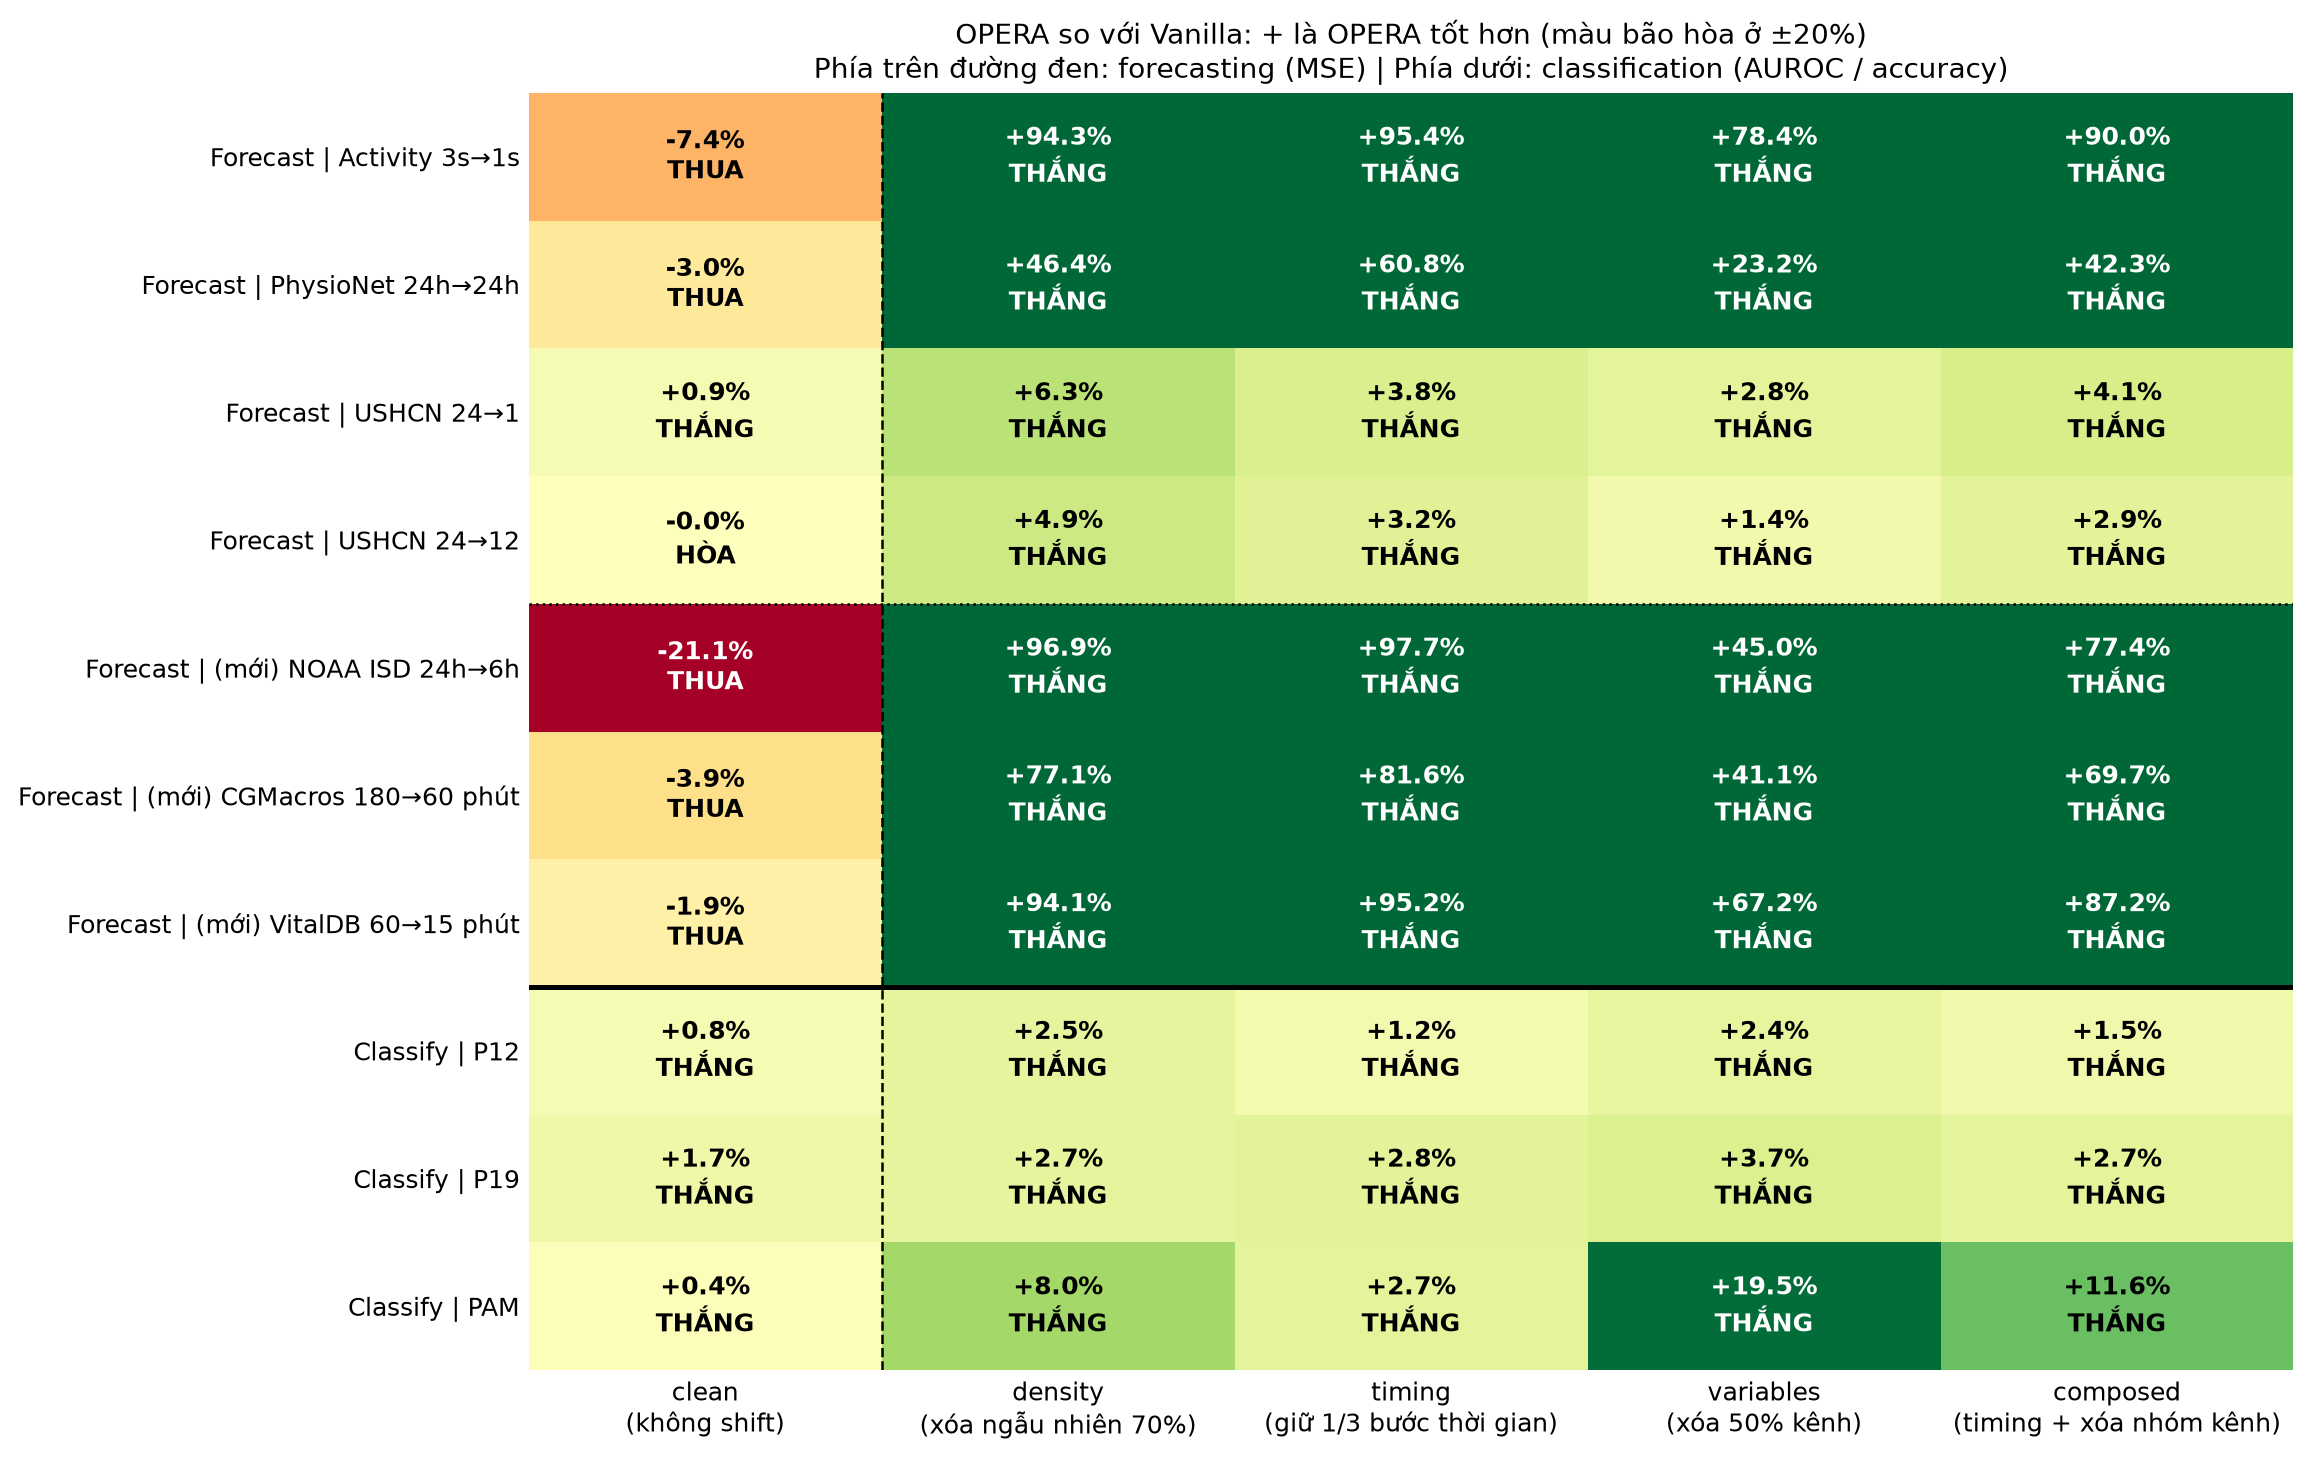 OPERA so với Vanilla: + là OPERA tốt hơn (màu bão hòa ở ±20%)
Phía trên đường đen: forecasting (MSE) | Phía dưới: classification (AUROC / accuracy)
Forecast | Activity 3s→1s
-7.4%
THUA
+94.3%
THẮNG
+95.4%
THẮNG
+78.4%
THẮNG
+90.0%
THẮNG
Forecast | PhysioNet 24h→24h
-3.0%
THUA
+46.4%
THẮNG
+60.8%
THẮNG
+23.2%
THẮNG
+42.3%
THẮNG
Forecast | USHCN 24→1
+0.9%
THẮNG
+6.3%
THẮNG
+3.8%
THẮNG
+2.8%
THẮNG
+4.1%
THẮNG
Forecast | USHCN 24→12
-0.0%
HÒA
+4.9%
THẮNG
+3.2%
THẮNG
+1.4%
THẮNG
+2.9%
THẮNG
Forecast | (mới) NOAA ISD 24h→6h
-21.1%
THUA
+96.9%
THẮNG
+97.7%
THẮNG
+45.0%
THẮNG
+77.4%
THẮNG
Forecast | (mới) CGMacros 180→60 phút
-3.9%
THUA
+77.1%
THẮNG
+81.6%
THẮNG
+41.1%
THẮNG
+69.7%
THẮNG
Forecast | (mới) VitalDB 60→15 phút
-1.9%
THUA
+94.1%
THẮNG
+95.2%
THẮNG
+67.2%
THẮNG
+87.2%
THẮNG
Classify | P12
+0.8%
THẮNG
+2.5%
THẮNG
+1.2%
THẮNG
+2.4%
THẮNG
+1.5%
THẮNG
Classify | P19
+1.7%
THẮNG
+2.7%
THẮNG
+2.8%
THẮNG
+3.7%
THẮNG
+2.7%
THẮNG
Classify | PAM
+0.4%
THẮNG
+8.0%
THẮNG
+2.7%
THẮNG
+19.5%
THẮNG
+11.6%
THẮNG
clean
(không shift)
density
(xóa ngẫu nhiên 70%)
timing
(giữ 1/3 bước thời gian)
variables
(xóa 50% kênh)
composed
(timing + xóa nhóm kênh)